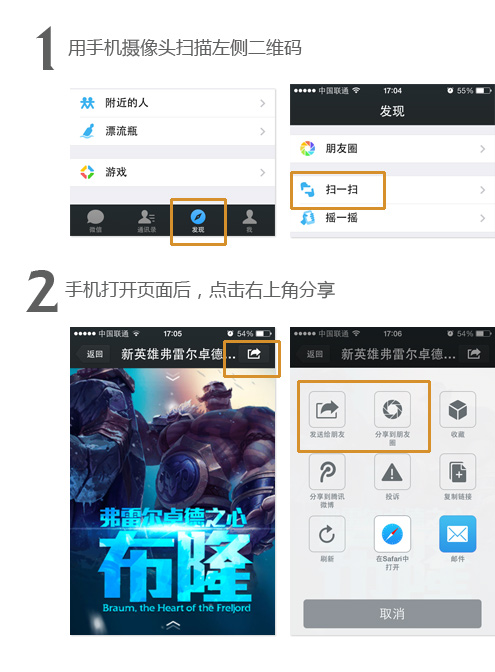 1 用手机摄像头扫描左侧二维码
附近的人
漂流瓶
游戏
微信 通讯录 发现 我
中国联通 17:04 55%
发现
朋友圈
扫一扫
摇一摇
2 手机打开页面后，点击右上角分享
中国联通 17:05 54%
返回 新英雄弗雷尔卓德...
弗雷尔卓德之心
布隆
Braum, the Heart of the Freljord
中国联通 17:06 54%
返回 新英雄弗雷尔卓德...
发送给朋友 分享到朋友 收藏
圈
分享到腾讯 投诉 复制链接
微博
刷新 在Safari中 邮件
打开
取消